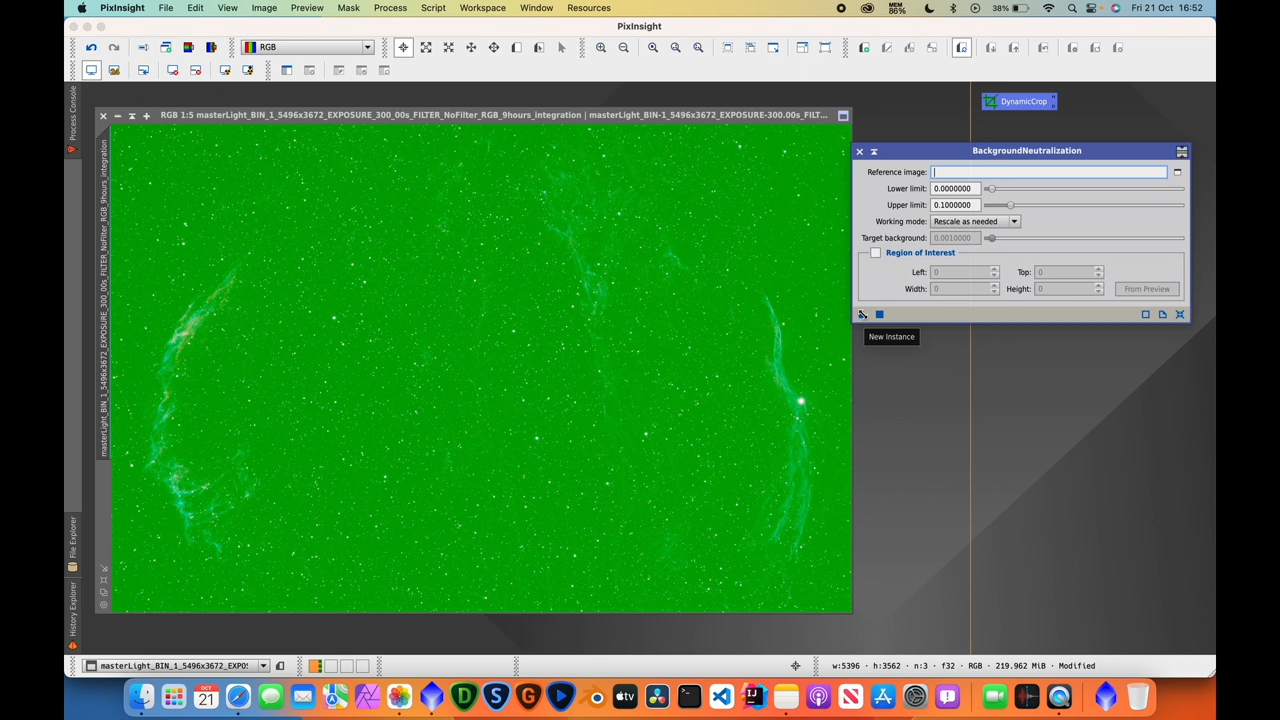 PixInsight File Edit View Image Preview Mask Process Script Workspace Window Resources MEM 86% 38% Fri 21 Oct 16:52
PixInsight
RGB
Process Console
RGB 1:5 masterLight_BIN_1_5496x3672_EXPOSURE_300_00s_FILTER_NoFilter_RGB_9hours_integration | masterLight_BIN-1_5496x3672_EXPOSURE-300.00s_FILT...
masterLight_BIN_1_5496x3672_EXPOSURE_300_00s_FILTER_NoFilter_RGB_9hours_integration
DynamicCrop
BackgroundNeutralization
Reference image:
Lower limit: 0.0000000
Upper limit: 0.1000000
Working mode: Rescale as needed
Target background: 0.0010000
Region of Interest
Left: 0 Top: 0
Width: 0 Height: 0 From Preview
New Instance
File Explorer
History Explorer
masterLight_BIN_1_5496x3672_EXPO!
w:5396 · h:3562 · n:3 · f32 · RGB · 219.962 MiB · Modified
OCT
21
tv